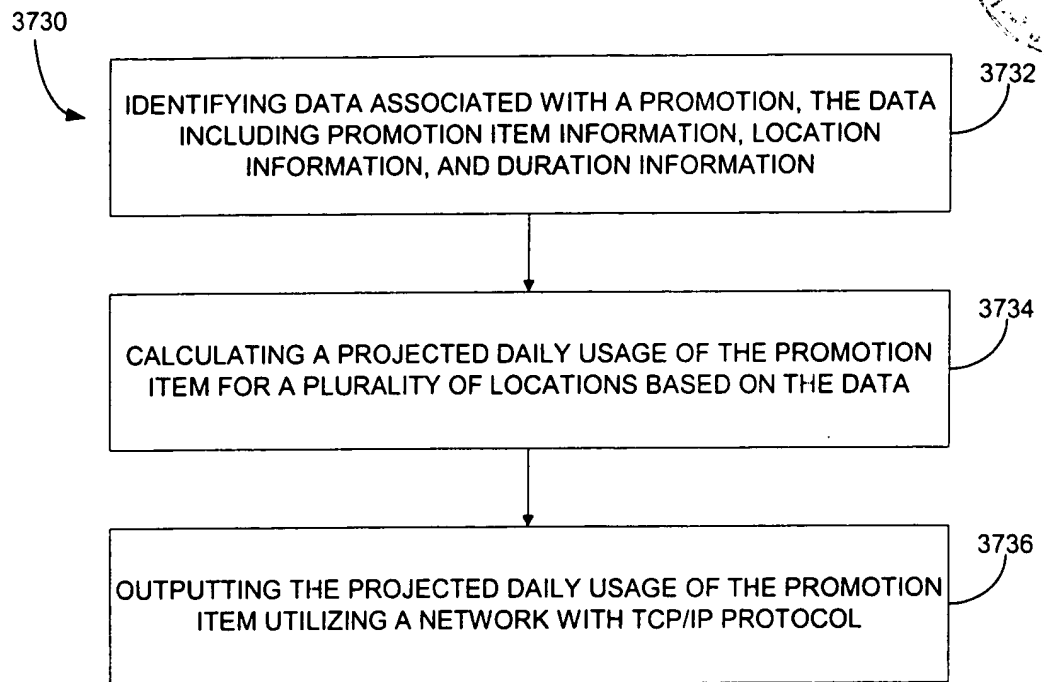 3730
3732
IDENTIFYING DATA ASSOCIATED WITH A PROMOTION, THE DATA
INCLUDING PROMOTION ITEM INFORMATION, LOCATION
INFORMATION, AND DURATION INFORMATION
3734
CALCULATING A PROJECTED DAILY USAGE OF THE PROMOTION
ITEM FOR A PLURALITY OF LOCATIONS BASED ON THE DATA
3736
OUTPUTTING THE PROJECTED DAILY USAGE OF THE PROMOTION
ITEM UTILIZING A NETWORK WITH TCP/IP PROTOCOL